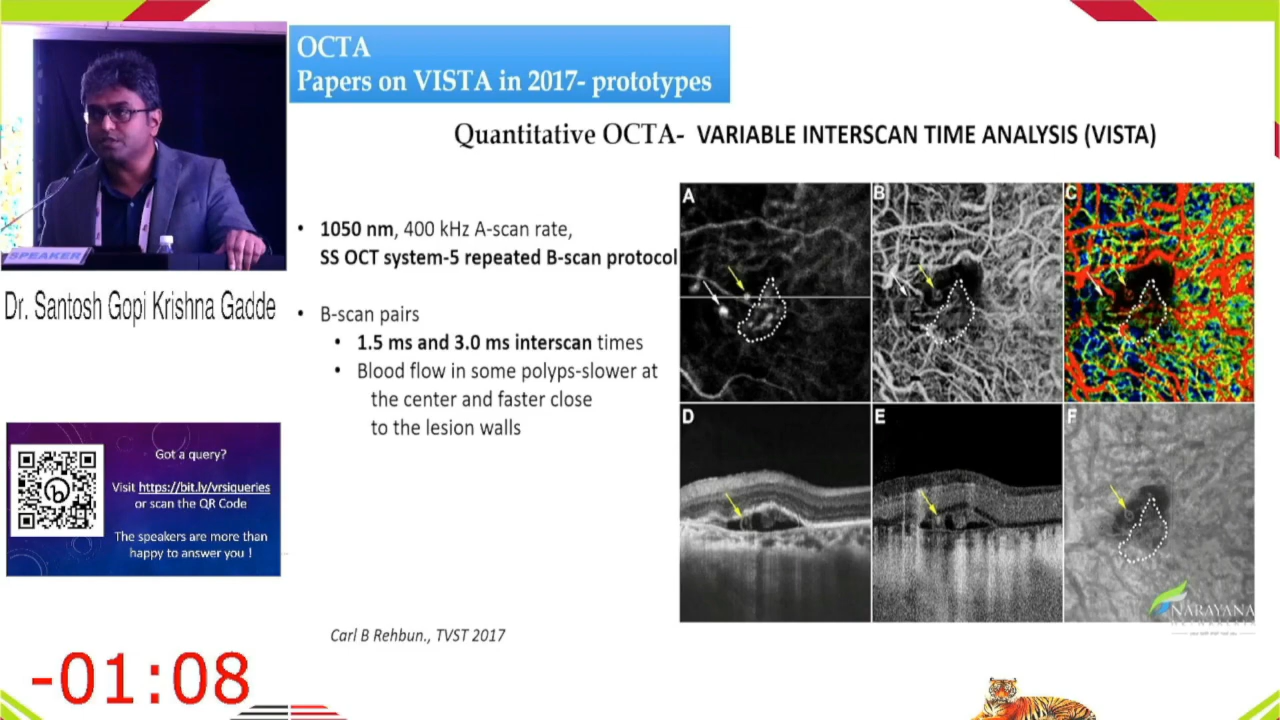 OCTA
Papers on VISTA in 2017- prototypes
Quantitative OCTA- VARIABLE INTERSCAN TIME ANALYSIS (VISTA)
SPEAKER
Dr. Santosh Gopi Krishna Gadde
• 1050 nm, 400 kHz A-scan rate,
SS OCT system-5 repeated B-scan protocol
• B-scan pairs
• 1.5 ms and 3.0 ms interscan times
• Blood flow in some polyps-slower at
the center and faster close
to the lesion walls
A
B
C
D
E
F
Got a query?
Visit https://bit.ly/vrsiqueries
or scan the QR Code
The speakers are more than
happy to answer you !
NARAYANA
Carl B Rehbun., TVST 2017
-01:08